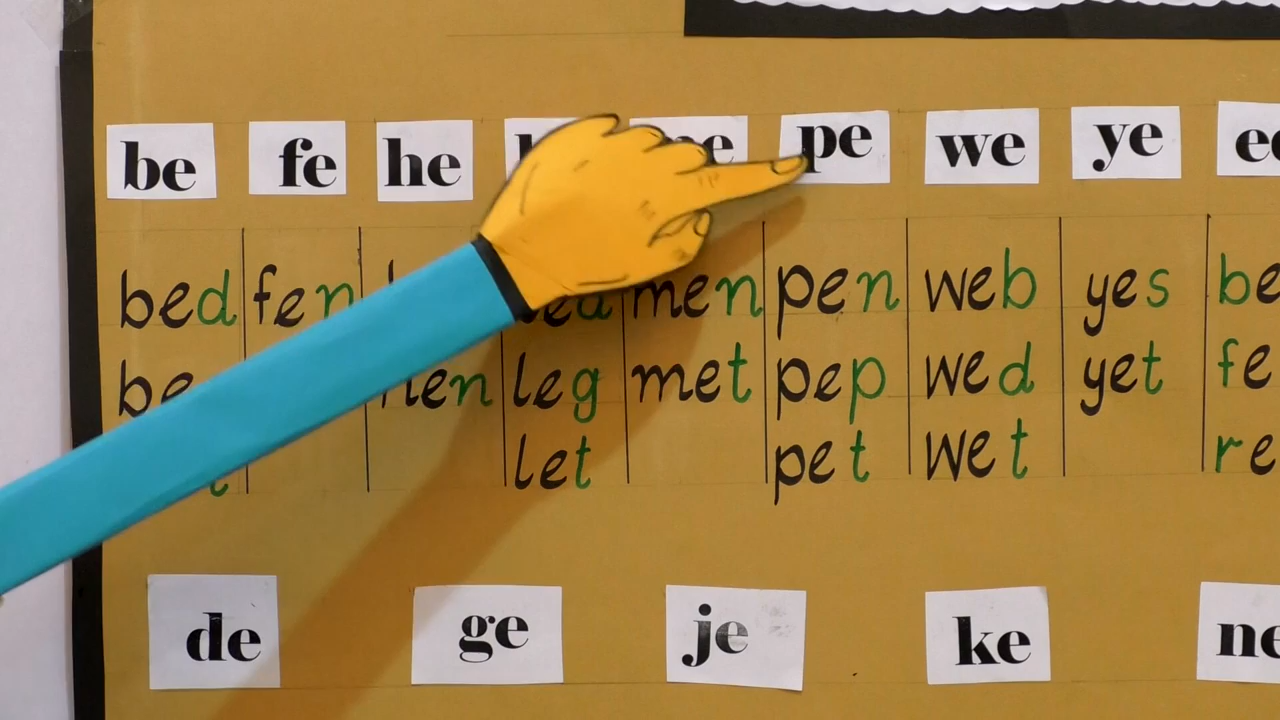 be fe he pe we ye
bed fen men pen web yes
leg met pep wed yet
let pet wet
de ge je ke